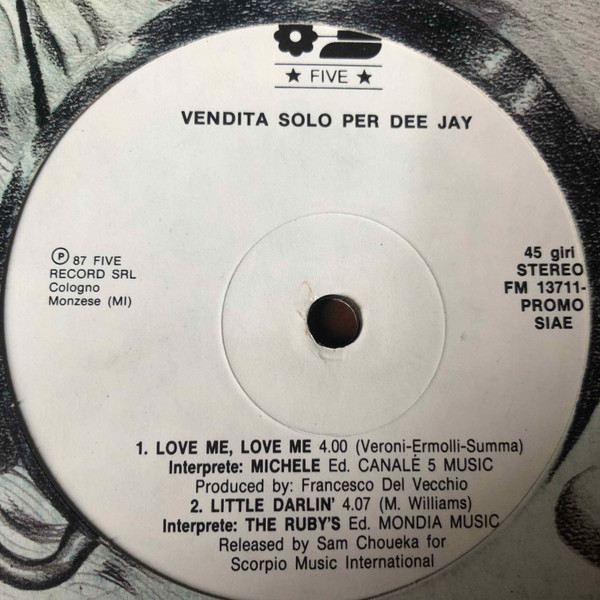 ★ FIVE ★
VENDITA SOLO PER DEE JAY
Ⓟ 87 FIVE
RECORD SRL
Cologno
Monzese (MI)
45 giri
STEREO
FM 13711-
PROMO
SIAE
1. LOVE ME, LOVE ME 4.00 (Veroni-Ermolli-Summa)
Interprete: MICHELE Ed. CANALE 5 MUSIC
Produced by: Francesco Del Vecchio
2. LITTLE DARLIN' 4.07 (M. Williams)
Interprete: THE RUBY'S Ed. MONDIA MUSIC
Released by Sam Choueka for
Scorpio Music International